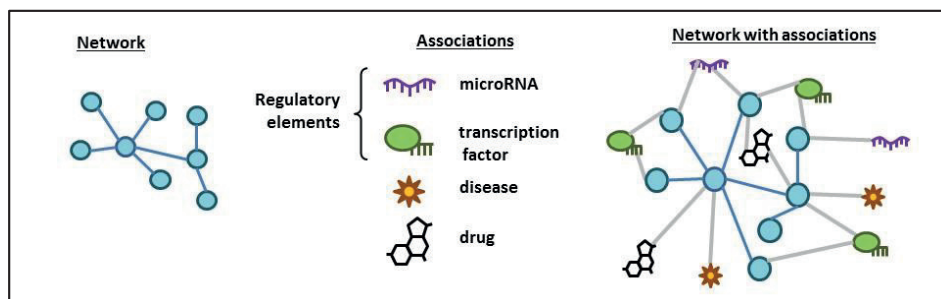 Network
Associations
Regulatory
elements
microRNA
transcription
factor
disease
drug
Network with associations